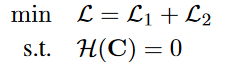 min ℒ = ℒ₁ + ℒ₂
s.t. ℋ(𝐂) = 0